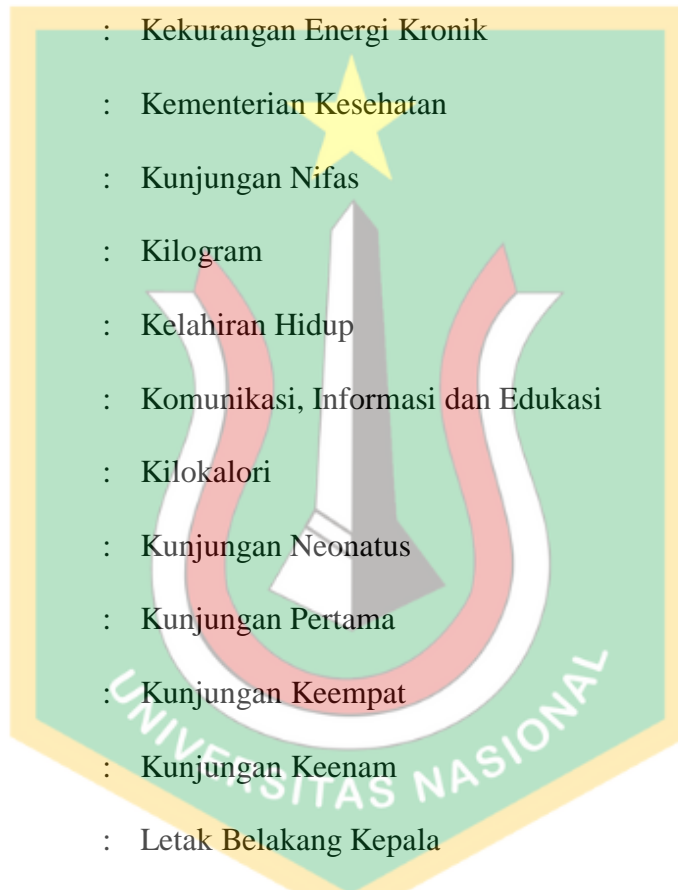 : Kekurangan Energi Kronik
: Kementerian Kesehatan
: Kunjungan Nifas
: Kilogram
: Kelahiran Hidup
: Komunikasi, Informasi dan Edukasi
: Kilokalori
: Kunjungan Neonatus
: Kunjungan Pertama
: Kunjungan Keempat
: Kunjungan Keenam
: Letak Belakang Kepala
UNIVERSITAS NASIONAL